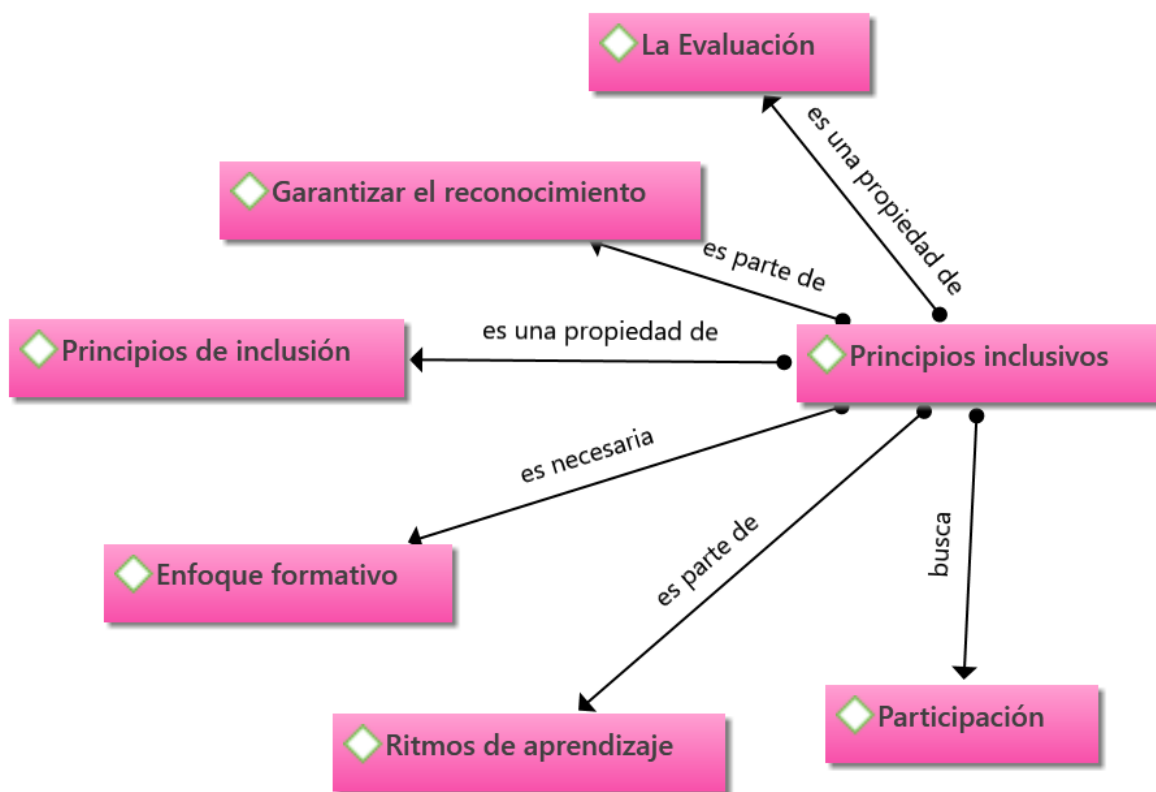 La Evaluación
es una propiedad de
Garantizar el reconocimiento
es parte de
Principios de inclusión
es una propiedad de
Principios inclusivos
es necesaria
Enfoque formativo
es parte de
busca
Ritmos de aprendizaje
Participación